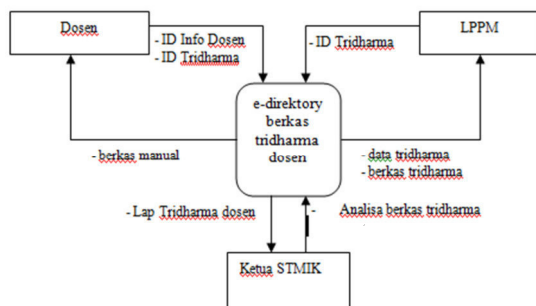 Dosen
- ID Info Dosen
- ID Tridharma
- ID Tridharma
LPPM
e-direktory
berkas
tridharma
dosen
- berkas manual
- data tridharma
- berkas tridharma
- Lap Tridharma dosen
- Analisa berkas tridharma
Ketua STMIK